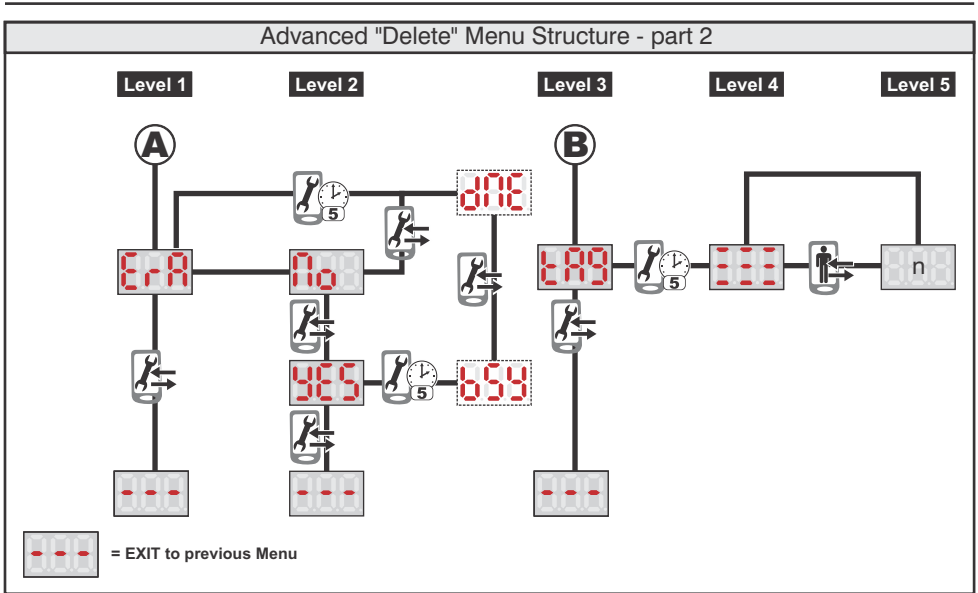 Advanced "Delete" Menu Structure - part 2
Level 1 Level 2 Level 3 Level 4 Level 5
A B
5 dnE
ErA no tAg 5 n
YES 5 bSY
--- --- ---
--- = EXIT to previous Menu